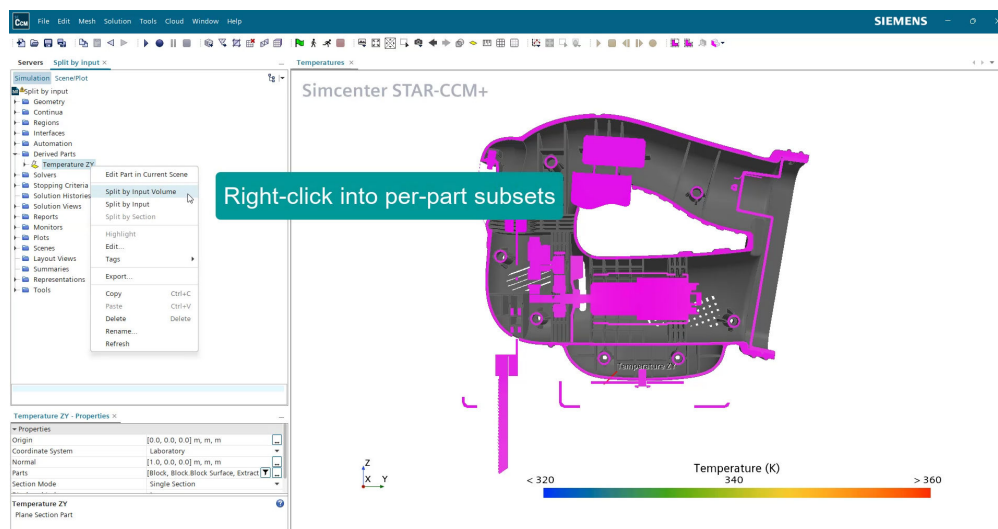 CCM File Edit Mesh Solution Tools Cloud Window Help SIEMENS
Servers Split by input × Temperatures ×
Simulation Scene/Plot
Split by input
Geometry
Continua
Regions
Interfaces
Automation
Derived Parts
Temperature ZY
Solvers
Stopping Criteria
Solution Histories
Solution Views
Reports
Monitors
Plots
Scenes
Layout Views
Summaries
Representations
Tools
Edit Part in Current Scene
Split by Input Volume
Split by Input
Split by Section
Highlight
Edit...
Tags
Export...
Copy Ctrl+C
Paste Ctrl+V
Delete Delete
Rename...
Refresh
Right-click into per-part subsets
Simcenter STAR-CCM+
Temperature ZY
Z
X Y
Temperature (K)
< 320 340 > 360
Temperature ZY - Properties ×
Properties
Origin [0.0, 0.0, 0.0] m, m, m
Coordinate System Laboratory
Normal [1.0, 0.0, 0.0] m, m, m
Parts [Block, Block.Block Surface, Extract
Section Mode Single Section
Temperature ZY
Plane Section Part